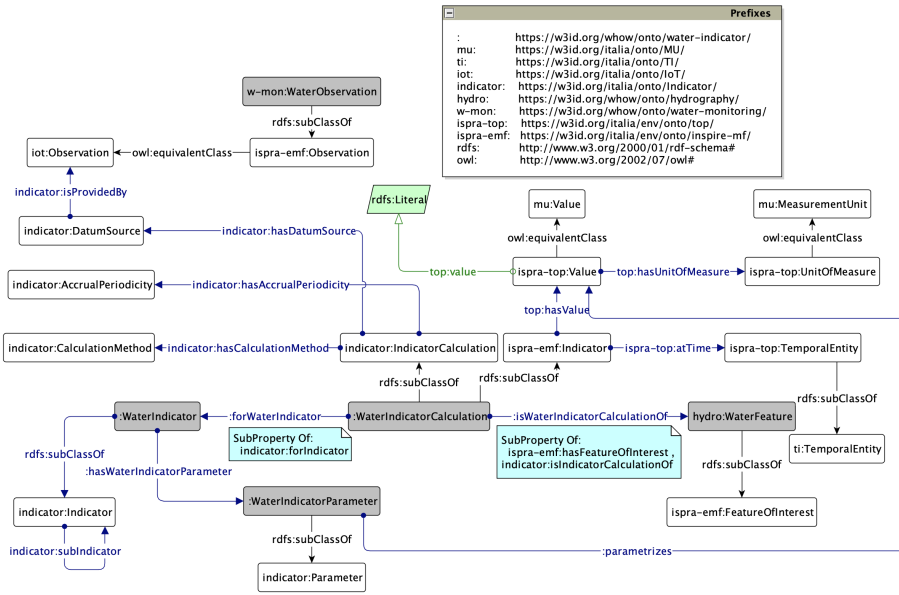 Prefixes
: https://w3id.org/whow/onto/water-indicator/
mu: https://w3id.org/italia/onto/MU/
ti: https://w3id.org/italia/onto/TI/
iot: https://w3id.org/italia/onto/IoT/
indicator: https://w3id.org/italia/onto/Indicator/
hydro: https://w3id.org/whow/onto/hydrography/
w-mon: https://w3id.org/whow/onto/water-monitoring/
ispra-top: https://w3id.org/italia/env/onto/top/
ispra-emf: https://w3id.org/italia/env/onto/inspire-mf/
rdfs: http://www.w3.org/2000/01/rdf-schema#
owl: http://www.w3.org/2002/07/owl#
w-mon:WaterObservation
rdfs:subClassOf
iot:Observation
owl:equivalentClass
ispra-emf:Observation
indicator:isProvidedBy
rdfs:Literal
mu:Value
mu:MeasurementUnit
indicator:DatumSource
indicator:hasDatumSource
owl:equivalentClass
owl:equivalentClass
top:value
ispra-top:Value
top:hasUnitOfMeasure
ispra-top:UnitOfMeasure
indicator:AccrualPeriodicity
indicator:hasAccrualPeriodicity
top:hasValue
indicator:CalculationMethod
indicator:hasCalculationMethod
indicator:IndicatorCalculation
ispra-emf:Indicator
ispra-top:atTime
ispra-top:TemporalEntity
rdfs:subClassOf
rdfs:subClassOf
rdfs:subClassOf
:WaterIndicator
:forWaterIndicator
:WaterIndicatorCalculation
:isWaterIndicatorCalculationOf
hydro:WaterFeature
SubProperty Of:
indicator:forIndicator
SubProperty Of:
ispra-emf:hasFeatureOfInterest ,
indicator:isIndicatorCalculationOf
ti:TemporalEntity
rdfs:subClassOf
rdfs:subClassOf
:hasWaterIndicatorParameter
:WaterIndicatorParameter
indicator:Indicator
ispra-emf:FeatureOfInterest
rdfs:subClassOf
indicator:subIndicator
:parametrizes
indicator:Parameter